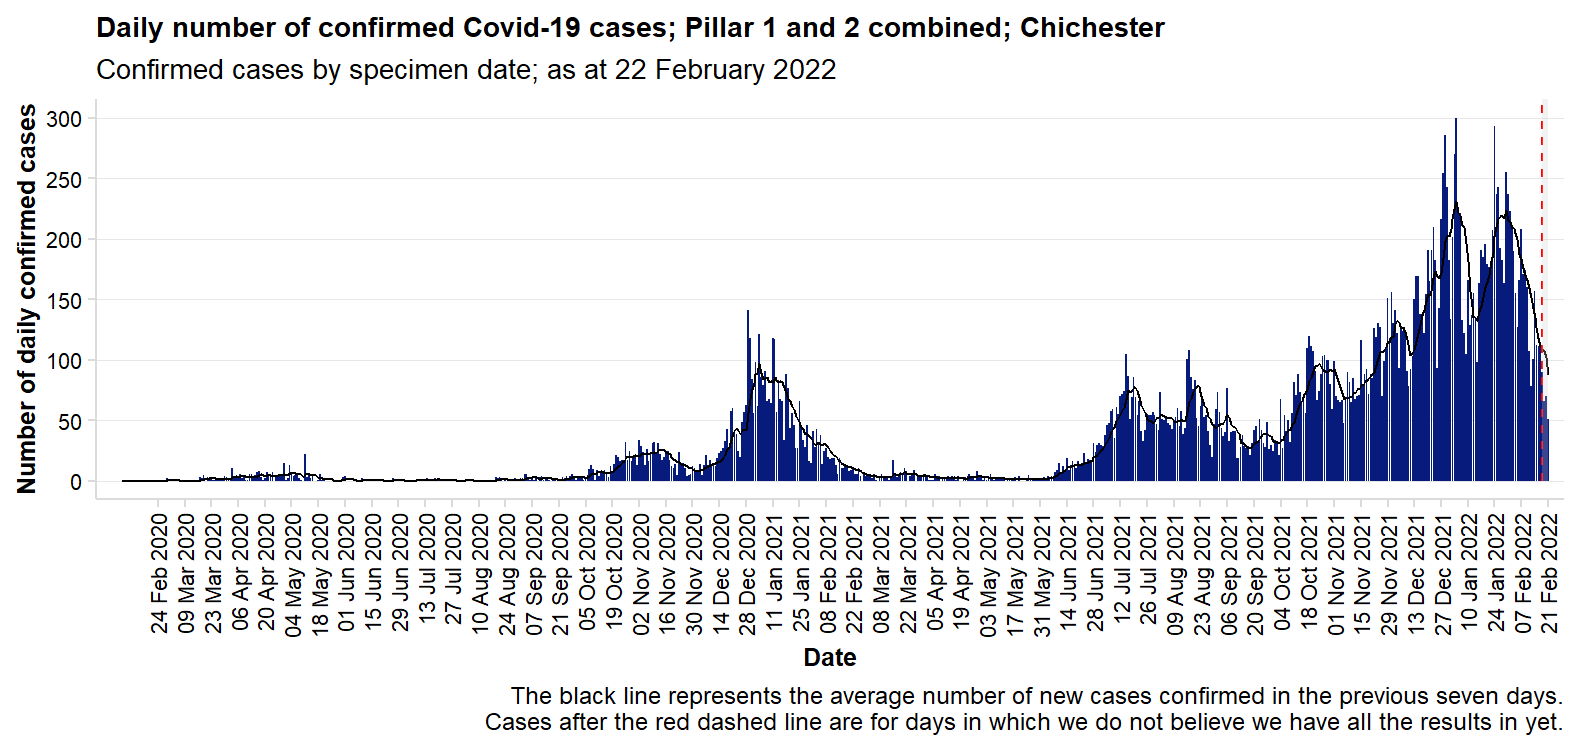 Daily number of confirmed Covid-19 cases; Pillar 1 and 2 combined; Chichester
Confirmed cases by specimen date; as at 22 February 2022
Number of daily confirmed cases
300
250
200
150
100
50
0
24 Feb 2020
09 Mar 2020
23 Mar 2020
06 Apr 2020
20 Apr 2020
04 May 2020
18 May 2020
01 Jun 2020
15 Jun 2020
29 Jun 2020
13 Jul 2020
27 Jul 2020
10 Aug 2020
24 Aug 2020
07 Sep 2020
21 Sep 2020
05 Oct 2020
19 Oct 2020
02 Nov 2020
16 Nov 2020
30 Nov 2020
14 Dec 2020
28 Dec 2020
11 Jan 2021
25 Jan 2021
08 Feb 2021
22 Feb 2021
08 Mar 2021
22 Mar 2021
05 Apr 2021
19 Apr 2021
03 May 2021
17 May 2021
31 May 2021
14 Jun 2021
28 Jun 2021
12 Jul 2021
26 Jul 2021
09 Aug 2021
23 Aug 2021
06 Sep 2021
20 Sep 2021
04 Oct 2021
18 Oct 2021
01 Nov 2021
15 Nov 2021
29 Nov 2021
13 Dec 2021
27 Dec 2021
10 Jan 2022
24 Jan 2022
07 Feb 2022
21 Feb 2022
Date
The black line represents the average number of new cases confirmed in the previous seven days.
Cases after the red dashed line are for days in which we do not believe we have all the results in yet.